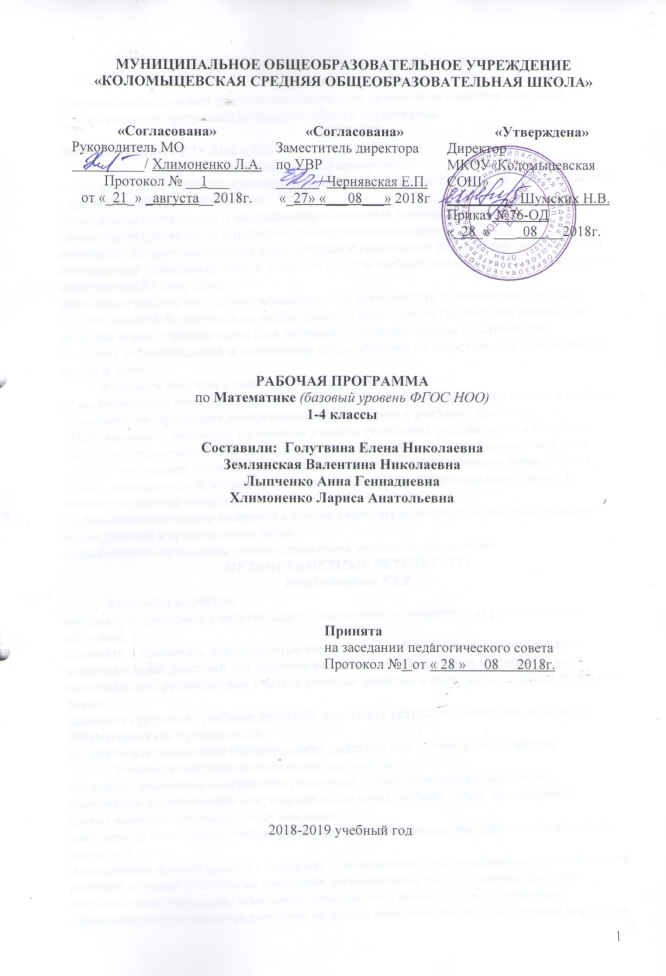 МУНИЦИПАЛЬНОЕ ОБЩЕОБРАЗОВАТЕЛЬНОЕ УЧРЕЖДЕНИЕ
«КОЛОМЫЦЕВСКАЯ СРЕДНЯЯ ОБЩЕОБРАЗОВАТЕЛЬНАЯ ШКОЛА»
«Согласована»
Руководитель МО
/ Хлимоненко Л.А.
Протокол № 1
от « 21 » августа 2018г.
«Согласована»
Заместитель директора
по УВР
Чернявская Е.П.
« 27» « 08 » 2018г
«Утверждена»
Директор
МКОУ «Коломыцевская
СОШ»
Шумских Н.В.
Приказ №76-ОД
« 28 » 08 2018г.
РАБОЧАЯ ПРОГРАММА
по Математике (базовый уровень ФГОС НОО)
1-4 классы
Составили: Голутвина Елена Николаевна
Землянская Валентина Николаевна
Лыпченко Анна Геннадиевна
Хлимоненко Лариса Анатольевна
Принята
на заседании педагогического совета
Протокол №1 от « 28 » 08 2018г.
2018-2019 учебный год
1